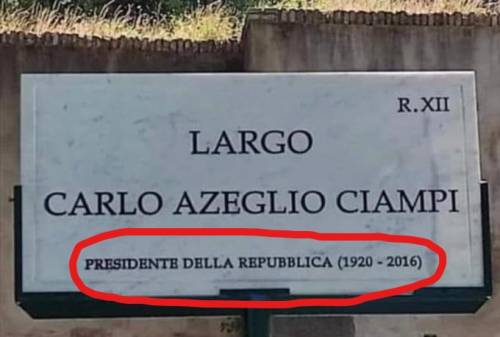 R.XII
LARGO
CARLO AZEGLIO CIAMPI
PRESIDENTE DELLA REPUBBLICA (1920 - 2016)